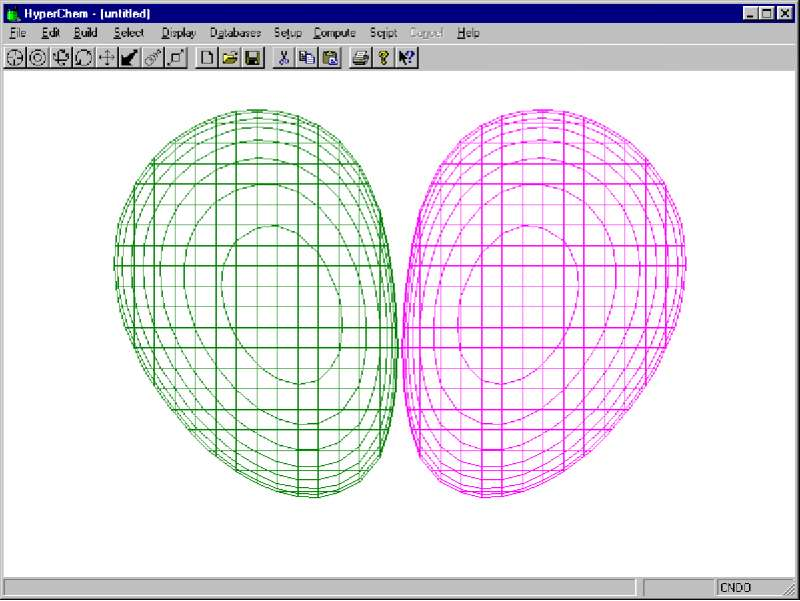 HyperChem - [untitled]
File Edit Build Select Display Databases Setup Compute Script Cancel Help
CNDO